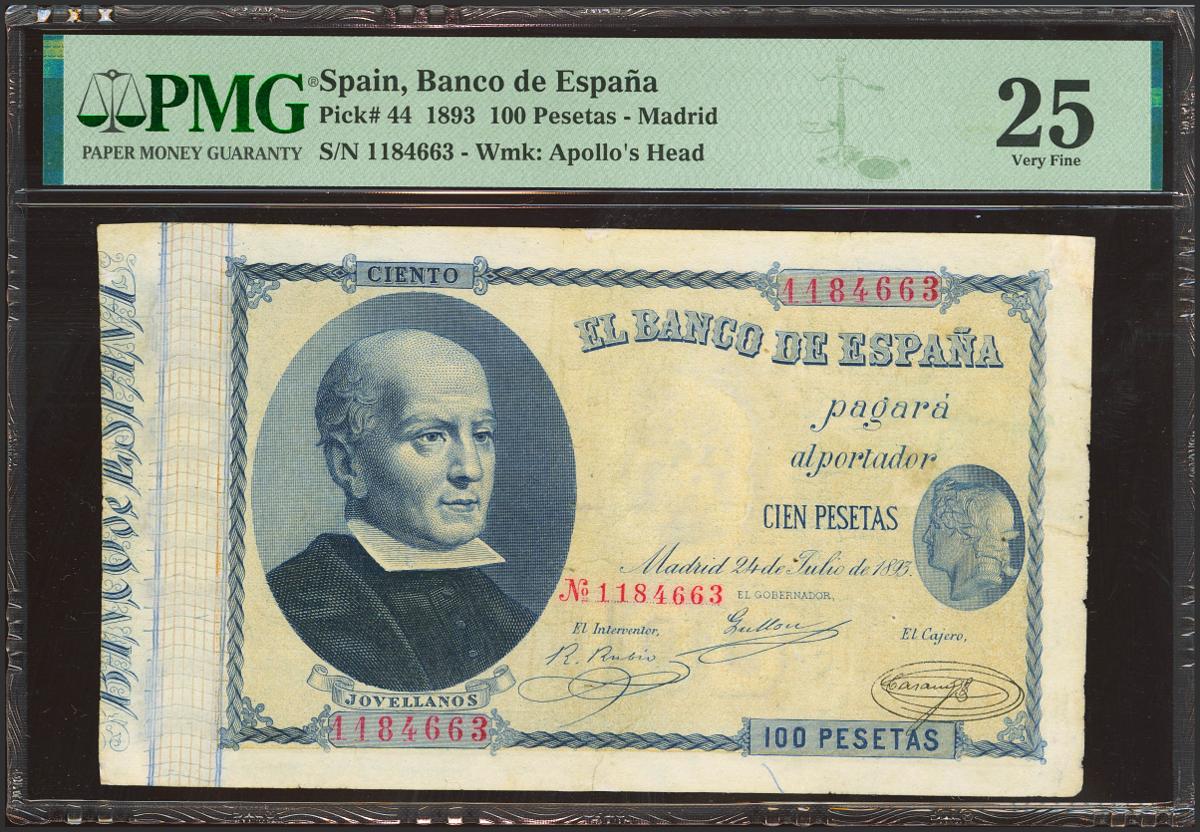 PMG®
PAPER MONEY GUARANTY
Spain, Banco de España
Pick# 44 1893 100 Pesetas - Madrid
S/N 1184663 - Wmk: Apollo's Head
25
Very Fine
CIENTO
1184663
EL BANCO DE ESPAÑA
pagará
al portador
CIEN PESETAS
Madrid 24 de Julio de 1893.
No 1184663
EL GOBERNADOR,
El Interventor,
El Cajero,
R. Rubio
JOVELLANOS
1184663
100 PESETAS